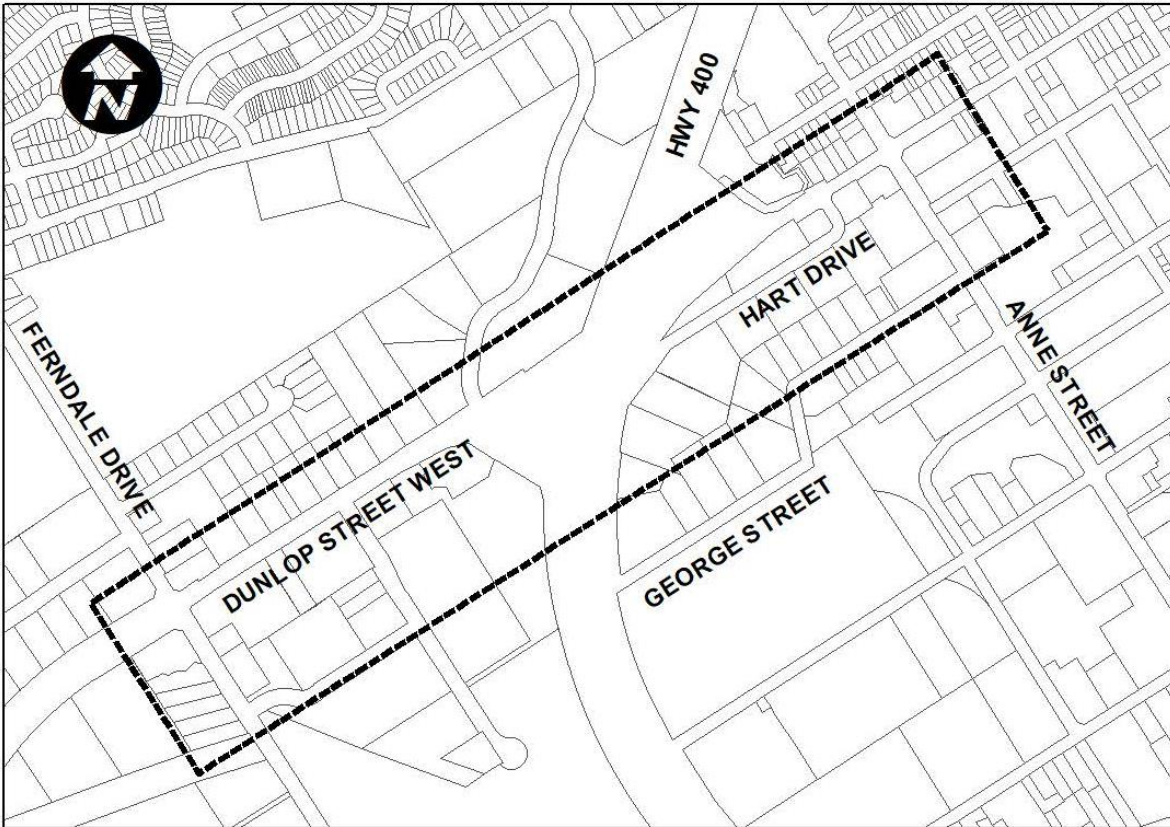 N
HWY 400
HART DRIVE
FERNDALE DRIVE
ANNE STREET
DUNLOP STREET WEST
GEORGE STREET